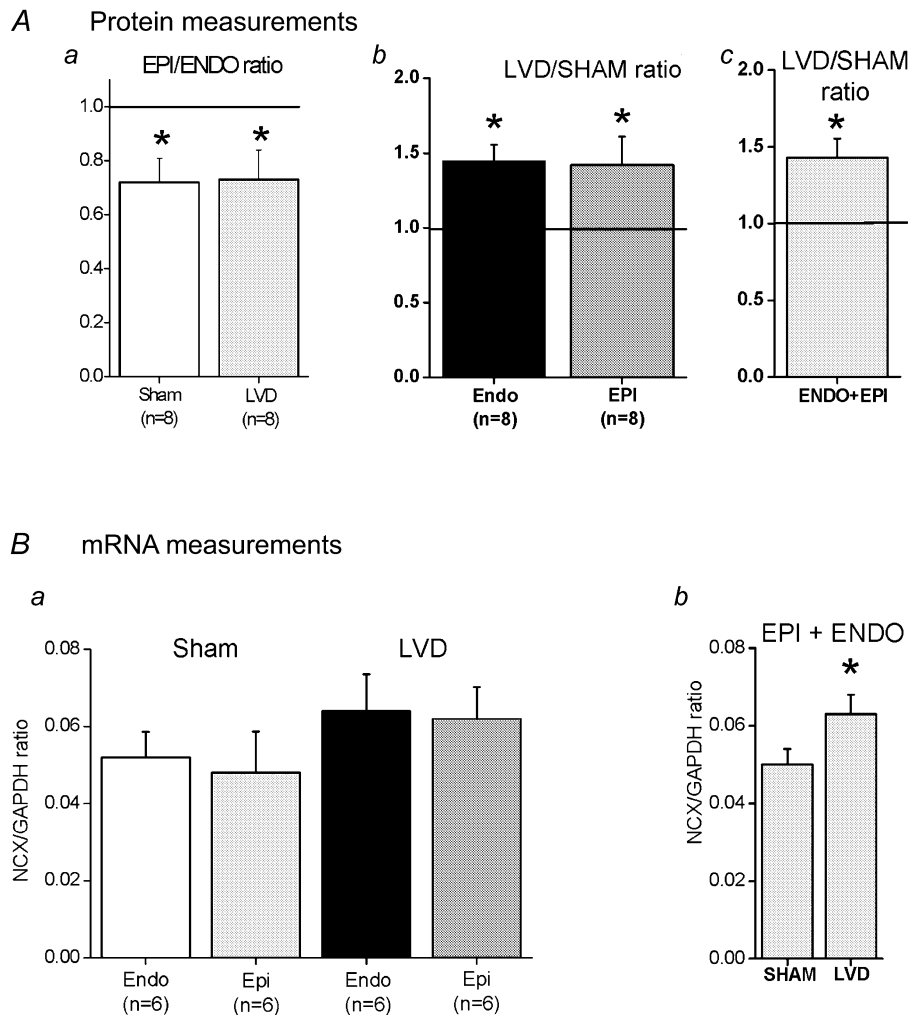 A Protein measurements
a
EPI/ENDO ratio
1.0
0.8
0.6
0.4
0.2
0.0
*
*
Sham
(n=8)
LVD
(n=8)
b
LVD/SHAM ratio
2.0
1.5
1.0
0.5
0.0
*
*
Endo
(n=8)
EPI
(n=8)
c
LVD/SHAM
ratio
2.0
1.5
1.0
0.5
0.0
*
ENDO+EPI
B mRNA measurements
a
NCX/GAPDH ratio
0.08
0.06
0.04
0.02
0.00
Sham
LVD
Endo
(n=6)
Epi
(n=6)
Endo
(n=6)
Epi
(n=6)
b
EPI + ENDO
NCX/GAPDH ratio
0.08
0.06
0.04
0.02
0.00
*
SHAM
LVD